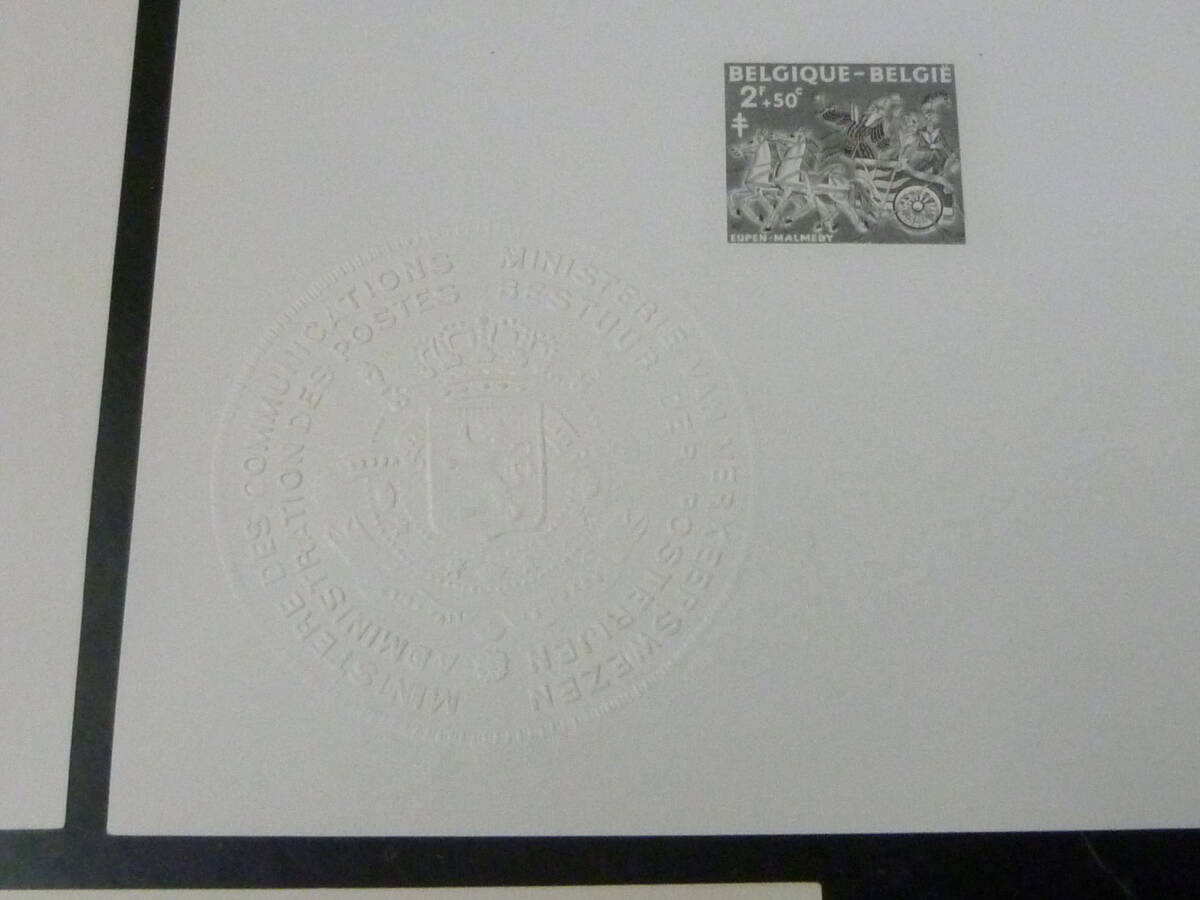 BELGIQUE-BELGIË
2F+50c
EUPEN-MALMEDY
MINISTERE DES COMMUNICATIONS
ADMINISTRATION DES POSTES
MINISTERIE VAN VERKEERSWEZEN
BESTUUR DER POSTERIJEN